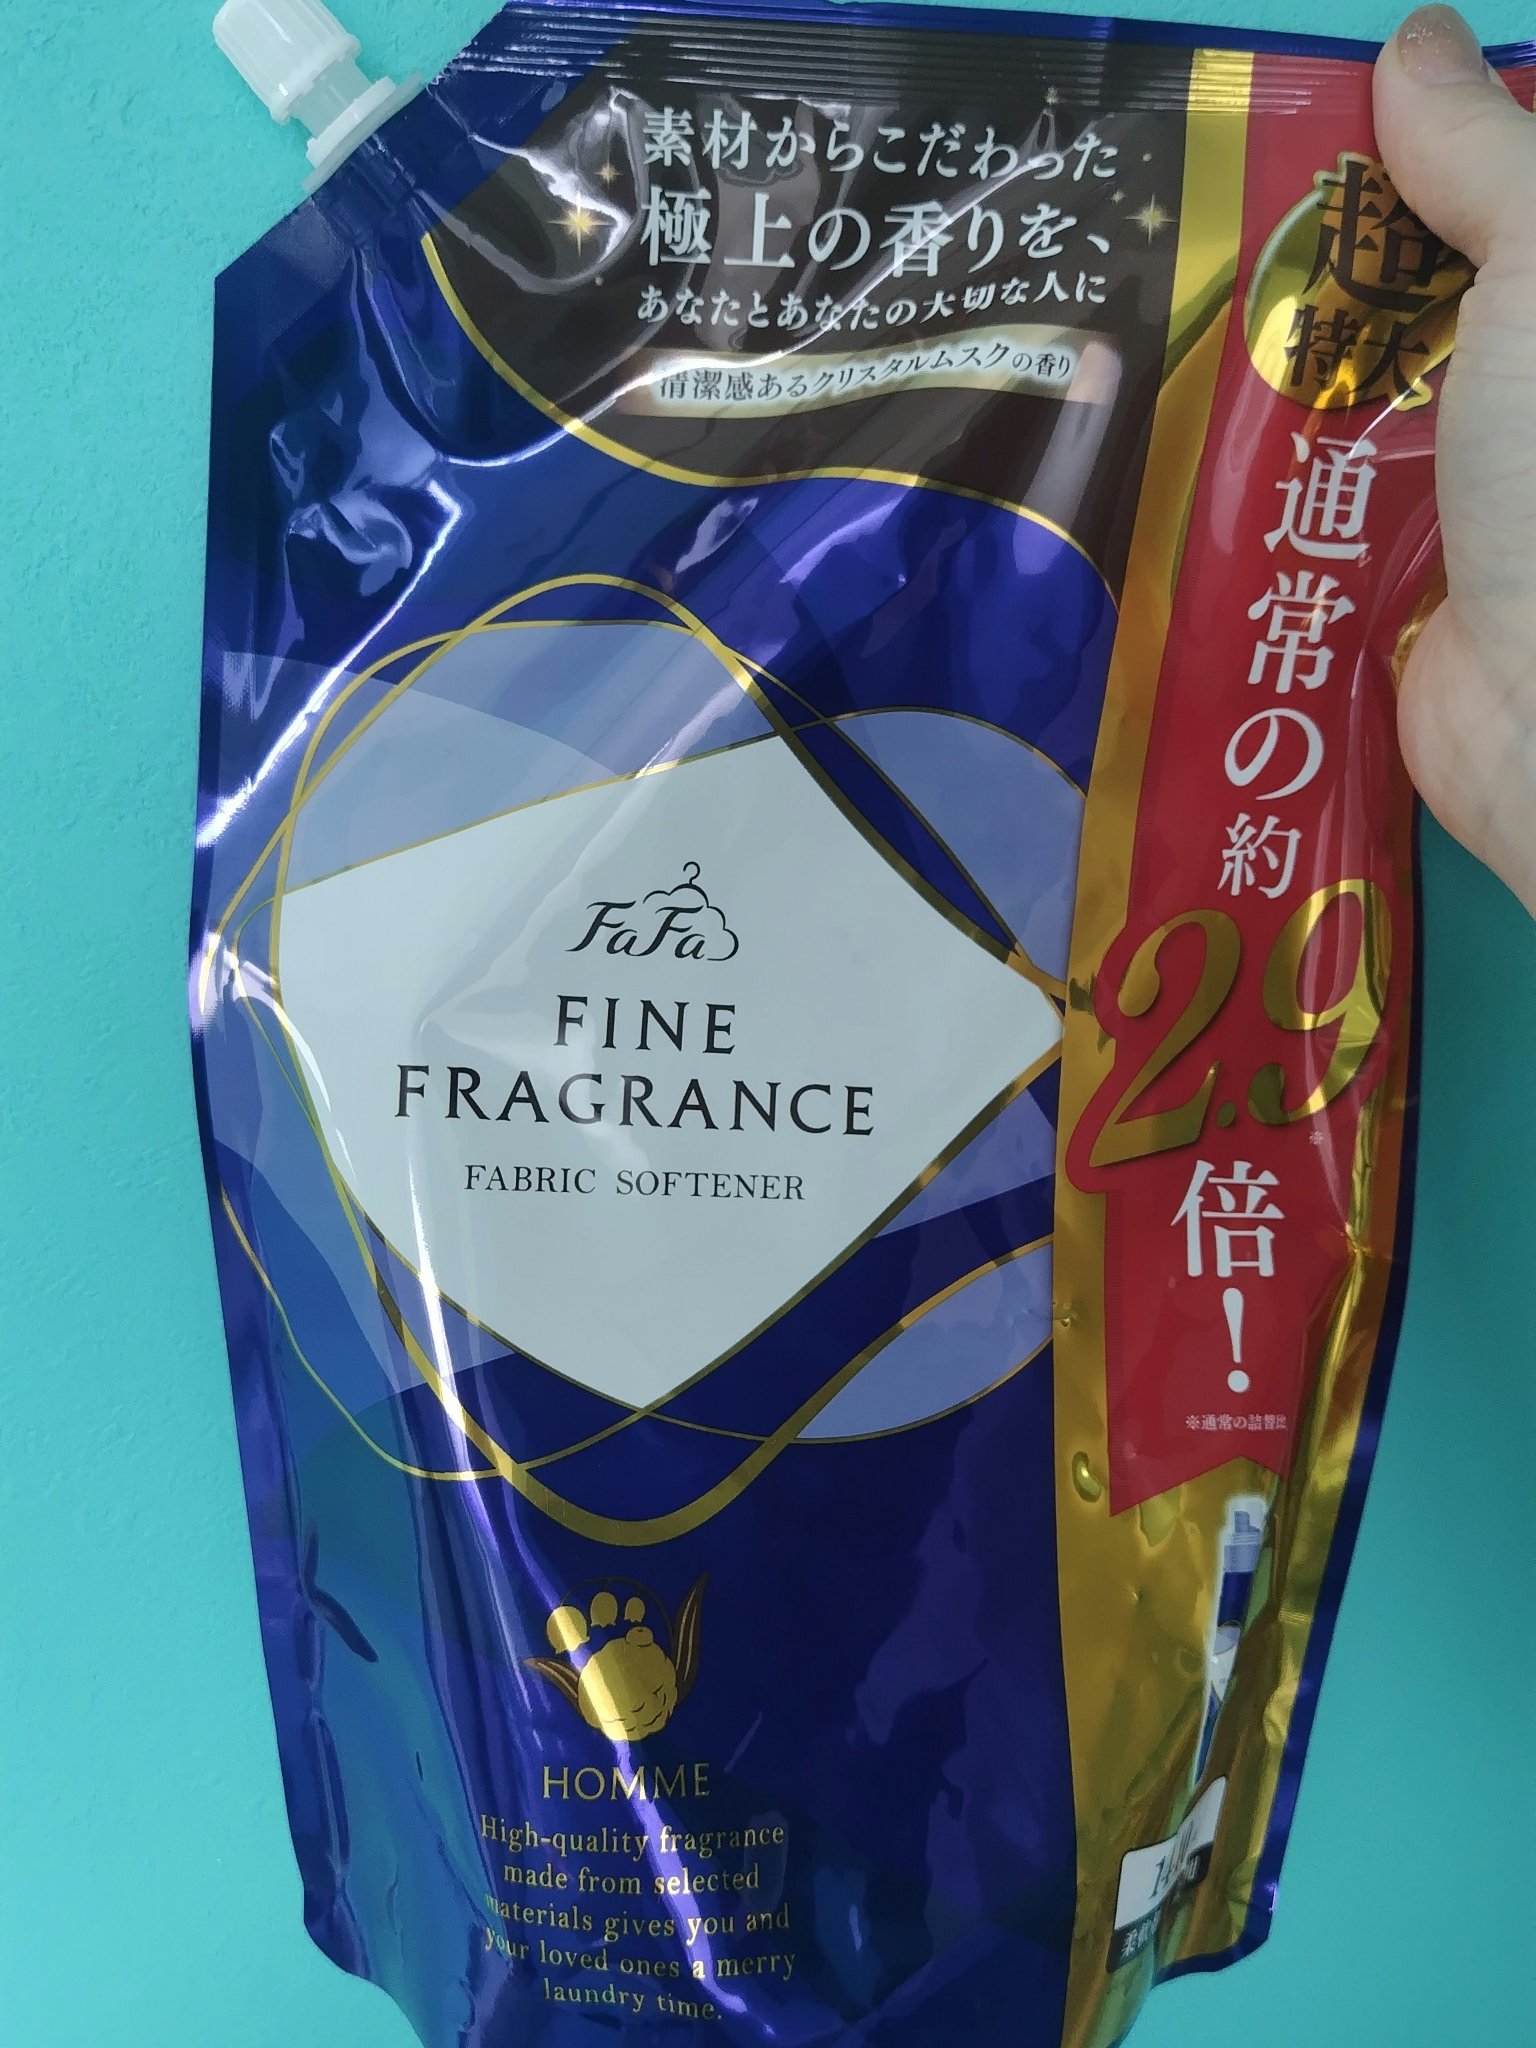 素材からこだわった
極上の香りを、
あなたとあなたの大切な人に
清潔感あるクリスタルムスクの香り
超
特大
通常の約
2.9
※
倍！
※通常の詰替比
FaFa
FINE
FRAGRANCE
FABRIC SOFTENER
HOMME
High-quality fragrance
made from selected
materials gives you and
your loved ones a merry
laundry time.